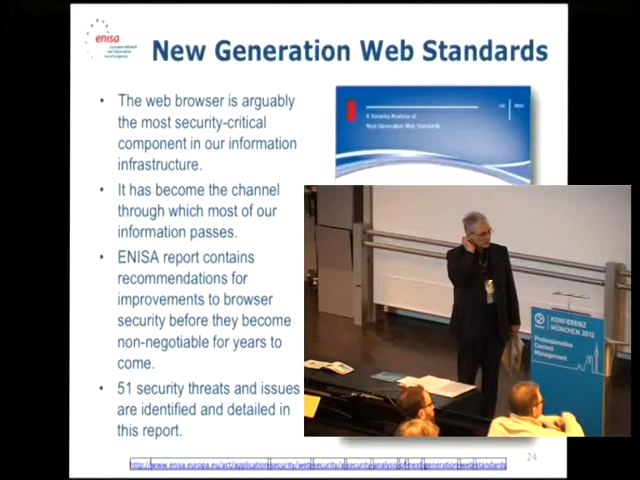 enisa
New Generation Web Standards
• The web browser is arguably
the most security-critical
component in our information
infrastructure.
• It has become the channel
through which most of our
information passes.
• ENISA report contains
recommendations for
improvements to browser
security before they become
non-negotiable for years to
come.
• 51 security threats and issues
are identified and detailed in
this report.
A Security Analysis of
Next Generation Web Standards
KONFERENZ
MÜNCHEN 2012
Professionelles
Content
Management
http://www.enisa.europa.eu/act/application-security/web-security/a-security-analysis-of-next-generation-web-standards
24